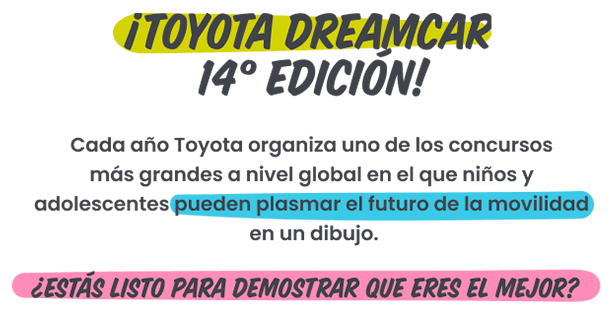 ¡TOYOTA DREAMCAR
14º EDICIÓN!
Cada año Toyota organiza uno de los concursos
más grandes a nivel global en el que niños y
adolescentes pueden plasmar el futuro de la movilidad
en un dibujo.
¿ESTÁS LISTO PARA DEMOSTRAR QUE ERES EL MEJOR?